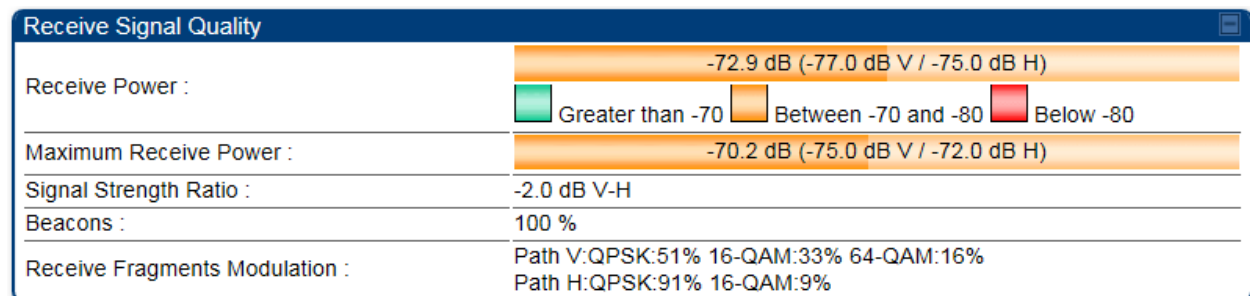 Receive Signal Quality
Receive Power :
-72.9 dB (-77.0 dB V / -75.0 dB H)
Greater than -70 Between -70 and -80 Below -80
Maximum Receive Power :
-70.2 dB (-75.0 dB V / -72.0 dB H)
Signal Strength Ratio :
-2.0 dB V-H
Beacons :
100 %
Receive Fragments Modulation :
Path V:QPSK:51% 16-QAM:33% 64-QAM:16%
Path H:QPSK:91% 16-QAM:9%